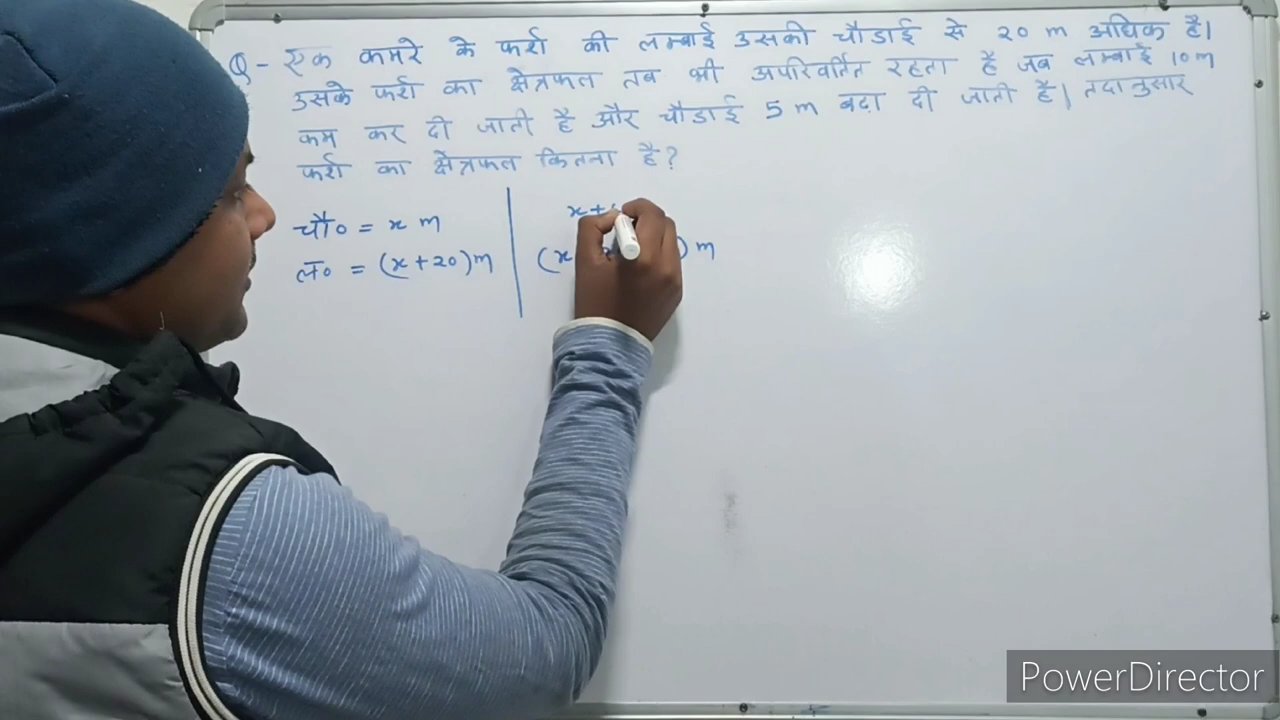 Q - एक कमरे के फर्श की लम्बाई उसकी चौडाई से 20 m अधिक है।
उसके फर्श का क्षेत्रफल तब भी अपरिवर्तित रहता है जब लम्बाई 10 m
कम कर दी जाती है और चौडाई 5 m बढा दी जाती है। तदानुसार
फर्श का क्षेत्रफल कितना है?
चौ० = x m
x+
ल० = (x+20)m
(x ) m
PowerDirector